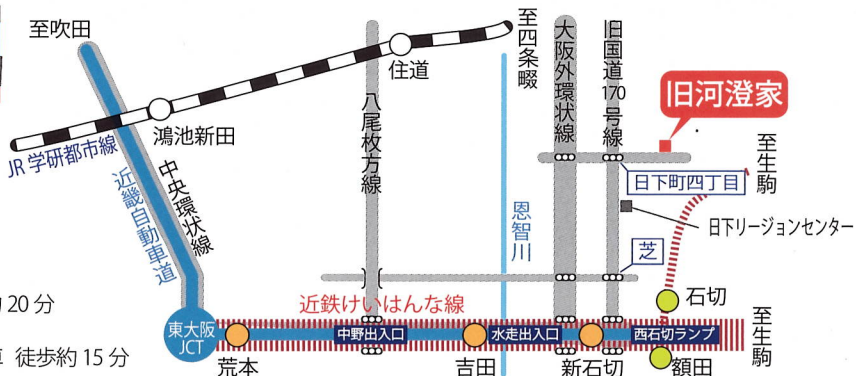 至吹田
至四条畷
大阪外環状線
旧国道170号線
旧河澄家
住道
鴻池新田
JR学研都市線
八尾枚方線
至生駒
日下町四丁目
日下リージョンセンター
中央環状線
近畿自動車道
恩智川
芝
20分
近鉄けいはんな線
石切
至生駒
東大阪
JCT
中野出入口
水走出入口
西石切ランプ
徒歩約15分
荒本
吉田
新石切
額田